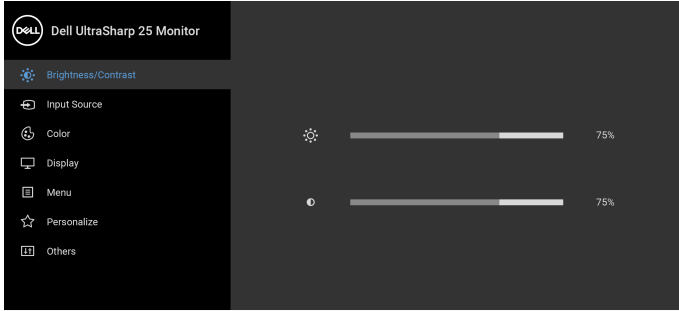 DELL
Dell UltraSharp 25 Monitor
Brightness/Contrast
Input Source
Color
Display
Menu
Personalize
Others
75%
75%